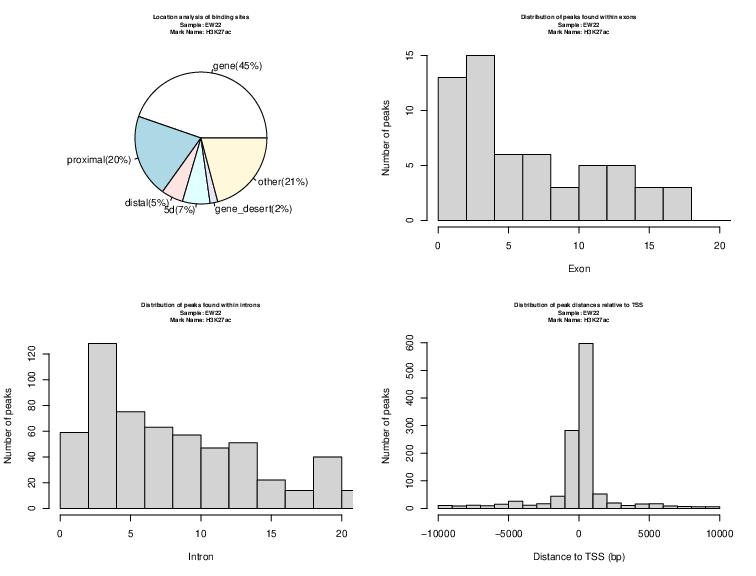 Location analysis of binding sites
Sample: EW22
Mark Name: H3K27ac
gene(45%)
proximal(20%)
distal(5%)
5d(7%)
gene_desert(2%)
other(21%)
Distribution of peaks found within exons
Sample: EW22
Mark Name: H3K27ac
Number of peaks
15
10
5
0
0 5 10 15 20
Exon
Distribution of peaks found within introns
Sample: EW22
Mark Name: H3K27ac
Number of peaks
120
100
80
60
40
20
0
0 5 10 15 20
Intron
Distribution of peak distances relative to TSS
Sample: EW22
Mark Name: H3K27ac
Number of peaks
600
500
400
300
200
100
0
−10000 −5000 0 5000 10000
Distance to TSS (bp)